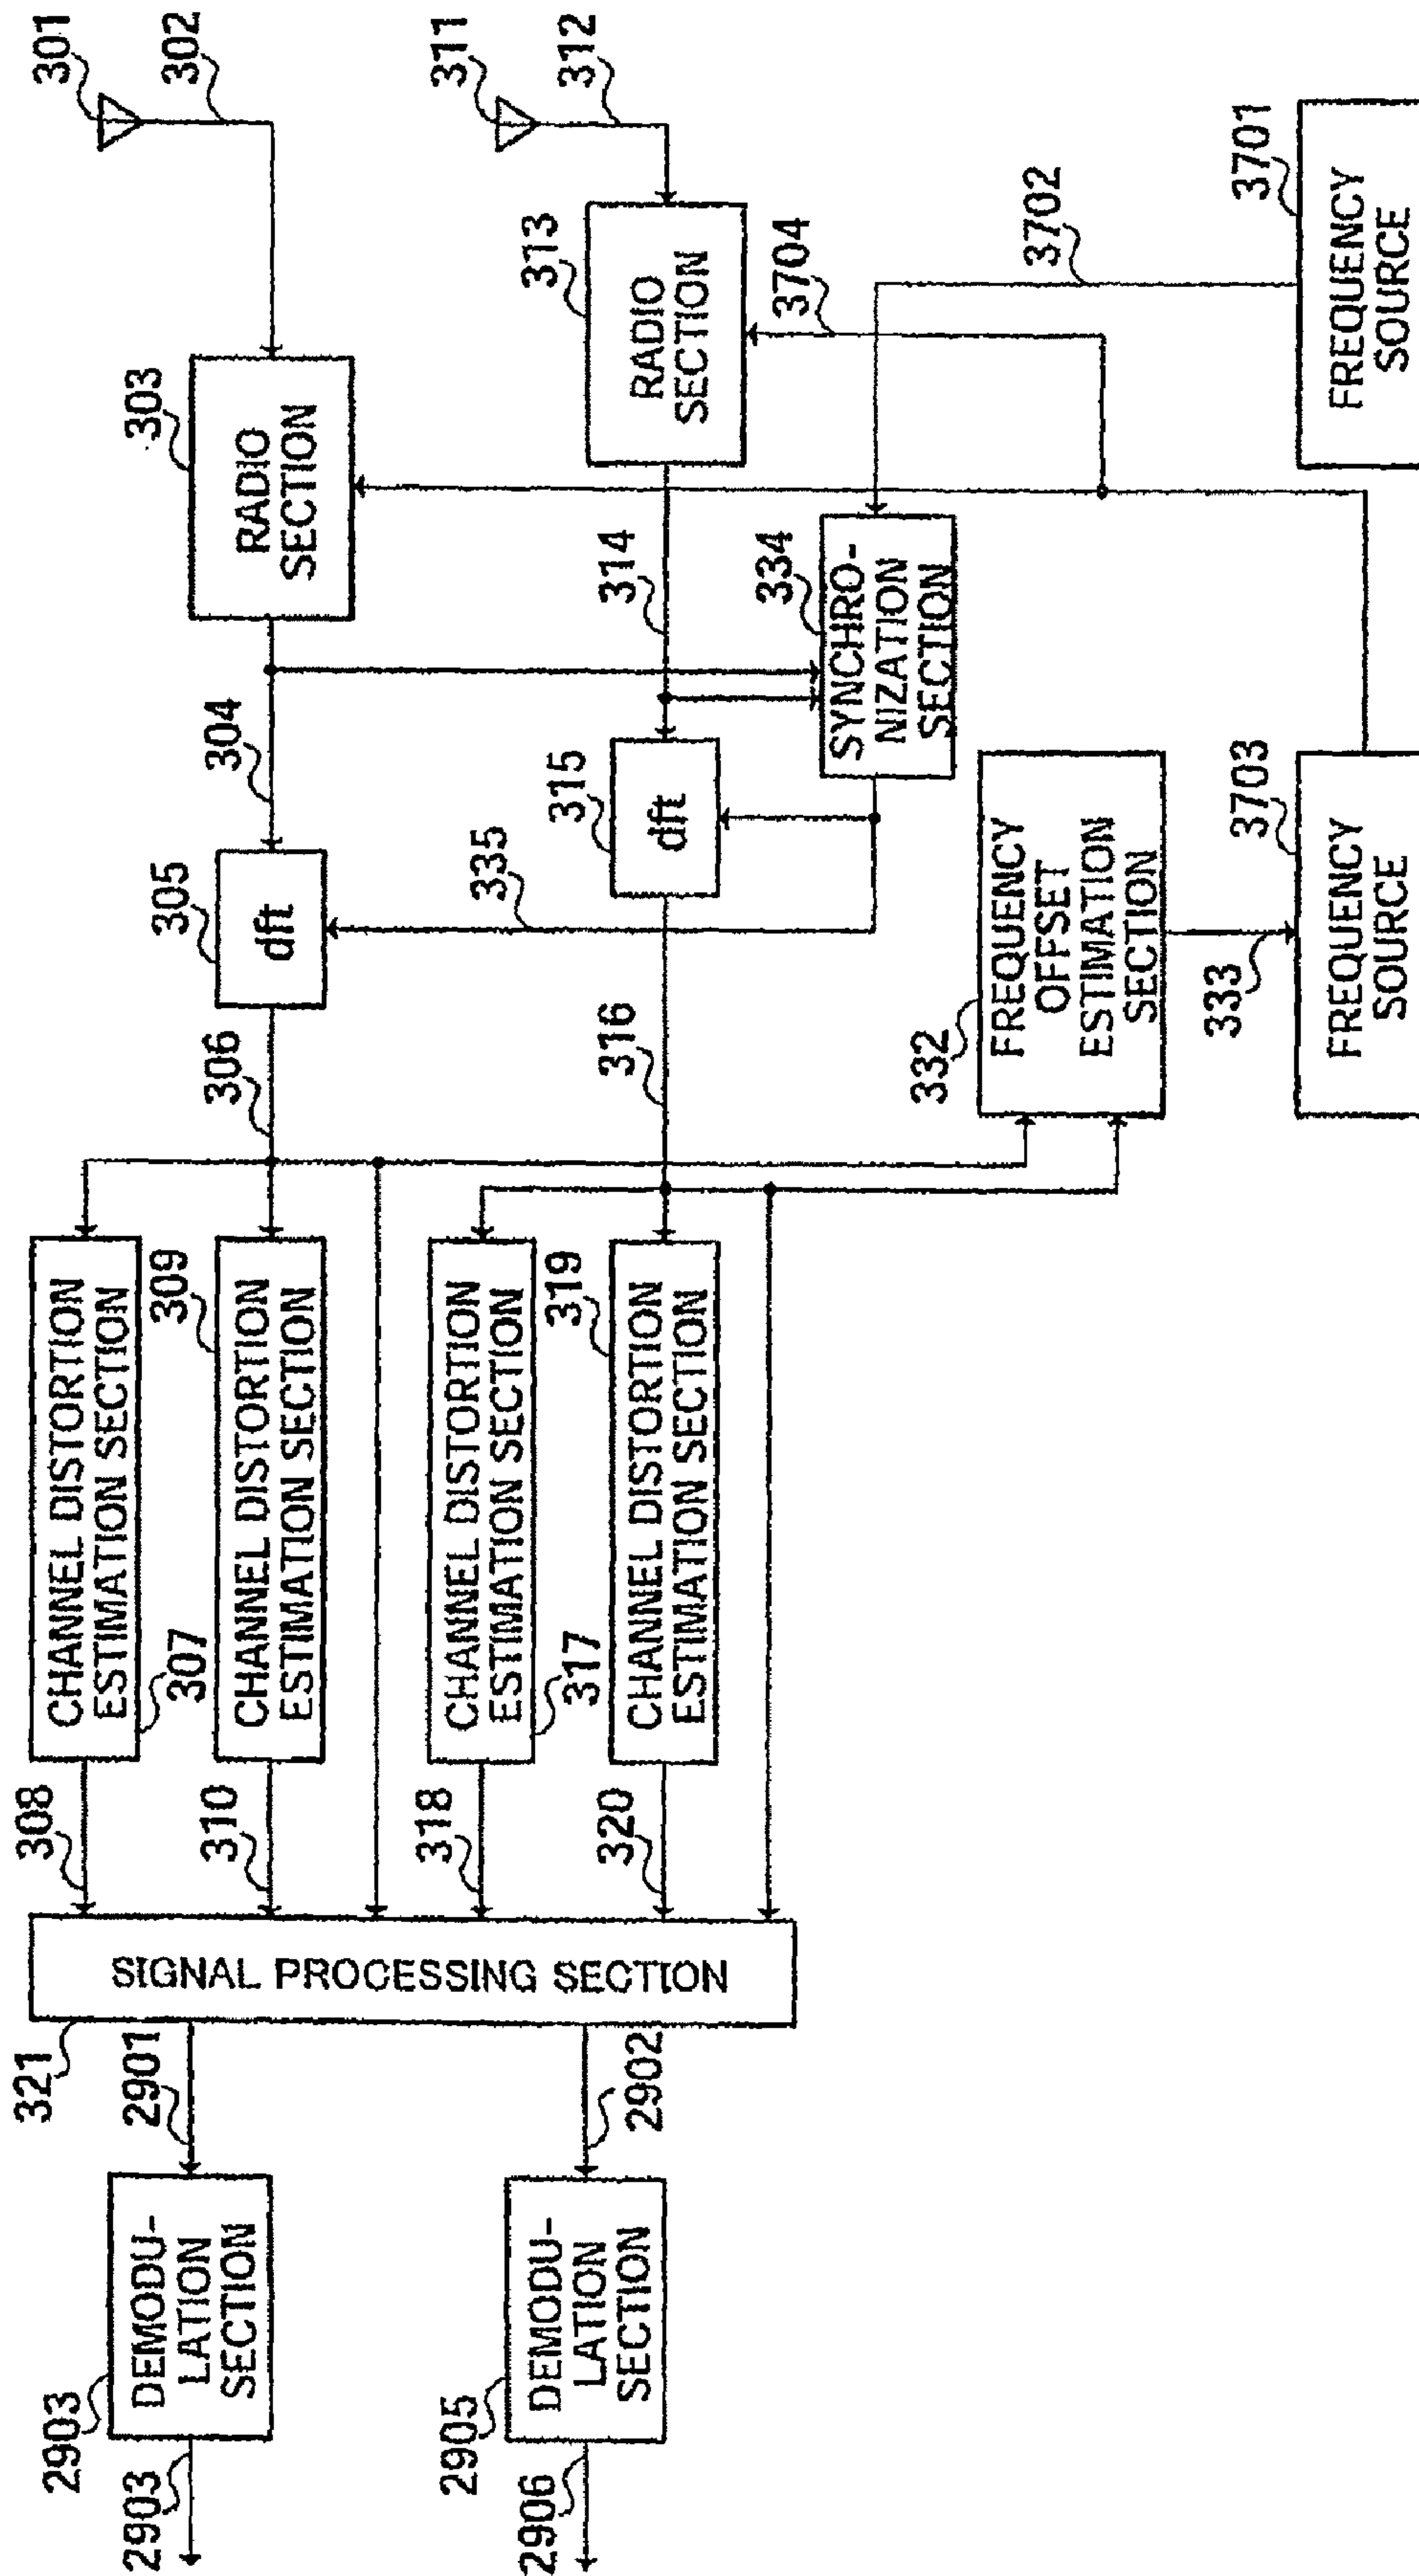 301
302
303
RADIO
SECTION
304
305
dft
306
CHANNEL DISTORTION
ESTIMATION SECTION
307
308
309
CHANNEL DISTORTION
ESTIMATION SECTION
310
311
312
313
RADIO
SECTION
314
315
dft
316
CHANNEL DISTORTION
ESTIMATION SECTION
317
318
319
CHANNEL DISTORTION
ESTIMATION SECTION
320
334
SYNCHRO-
NIZATION
SECTION
335
332
FREQUENCY
OFFSET
ESTIMATION
SECTION
333
3701
FREQUENCY
SOURCE
3702
3703
FREQUENCY
SOURCE
3704
SIGNAL PROCESSING SECTION
321
2901
2902
2903
DEMODU-
LATION
SECTION
2903
2905
DEMODU-
LATION
SECTION
2906